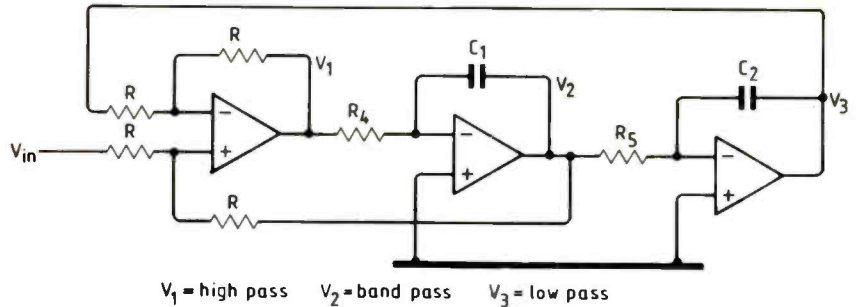 R
R
V1
C1
V2
C2
V3
R4
R5
Vin
R
R
−
+
−
+
−
+
V1 = high pass V2 = band pass V3 = low pass